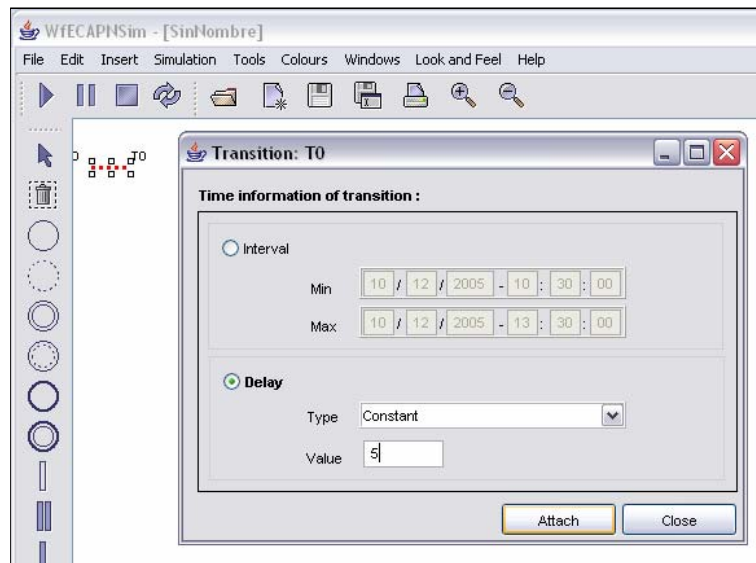 WfECAPNSim - [SinNombre]
File Edit Insert Simulation Tools Colours Windows Look and Feel Help
T0
Transition: T0
Time information of transition :
Interval
Min 10 / 12 / 2005 - 10 : 30 : 00
Max 10 / 12 / 2005 - 13 : 30 : 00
Delay
Type Constant
Value 5
Attach Close